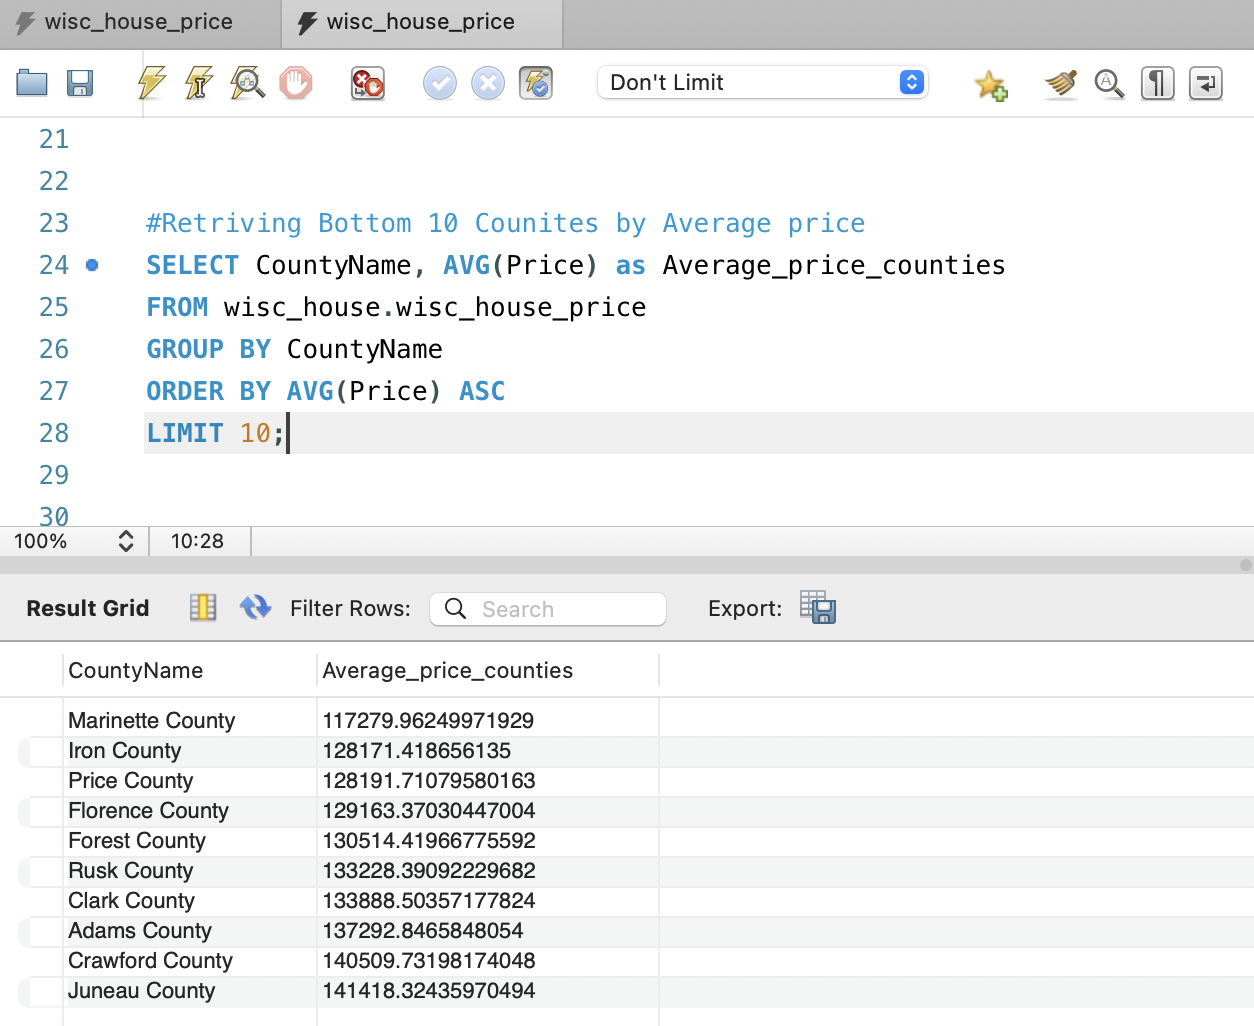 wisc_house_price wisc_house_price
Don't Limit
21
22
23 #Retriving Bottom 10 Counites by Average price
24 SELECT CountyName, AVG(Price) as Average_price_counties
25 FROM wisc_house.wisc_house_price
26 GROUP BY CountyName
27 ORDER BY AVG(Price) ASC
28 LIMIT 10;
29
30
100% 10:28
Result Grid Filter Rows: Search Export:
CountyName Average_price_counties
Marinette County 117279.96249971929
Iron County 128171.418656135
Price County 128191.71079580163
Florence County 129163.37030447004
Forest County 130514.41966775592
Rusk County 133228.39092229682
Clark County 133888.50357177824
Adams County 137292.8465848054
Crawford County 140509.73198174048
Juneau County 141418.32435970494